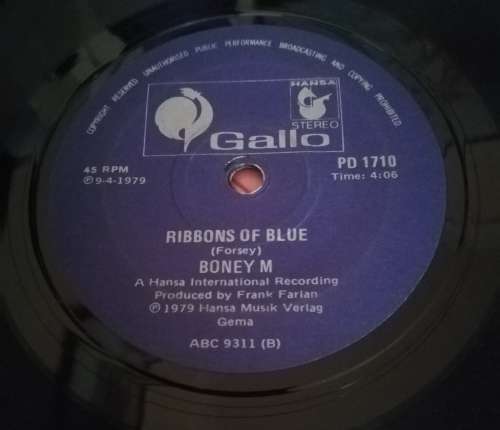 COPYRIGHT RESERVED UNAUTHORISED PUBLIC PERFORMANCE BROADCASTING AND COPYING PROHIBITED
HANSA
STEREO
Gallo
45 RPM
℗9-4-1979
PD 1710
Time: 4:06
RIBBONS OF BLUE
(Forsey)
BONEY M
A Hansa International Recording
Produced by Frank Farian
℗ 1979 Hansa Musik Verlag
Gema
ABC 9311 (B)